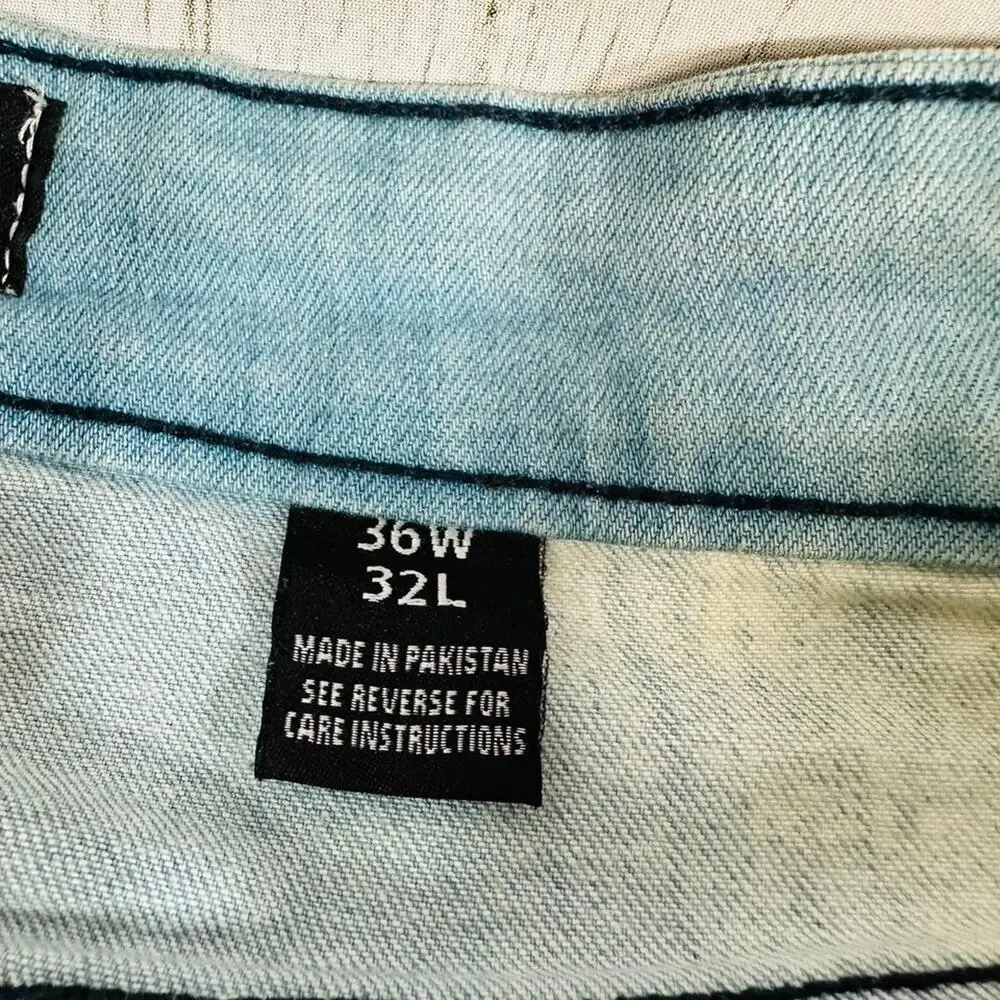 36W
32L
MADE IN PAKISTAN
SEE REVERSE FOR
CARE INSTRUCTIONS